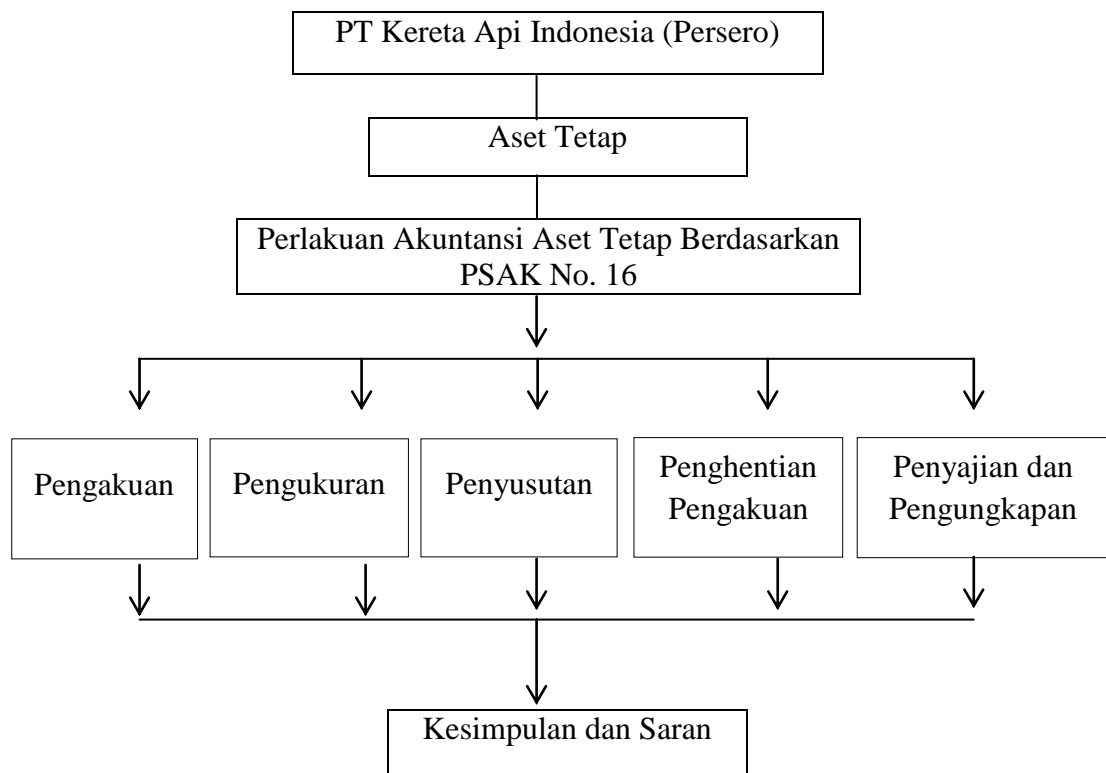 PT Kereta Api Indonesia (Persero)
Aset Tetap
Perlakuan Akuntansi Aset Tetap Berdasarkan
PSAK No. 16
Pengakuan
Pengukuran
Penyusutan
Penghentian
Pengakuan
Penyajian dan
Pengungkapan
Kesimpulan dan Saran